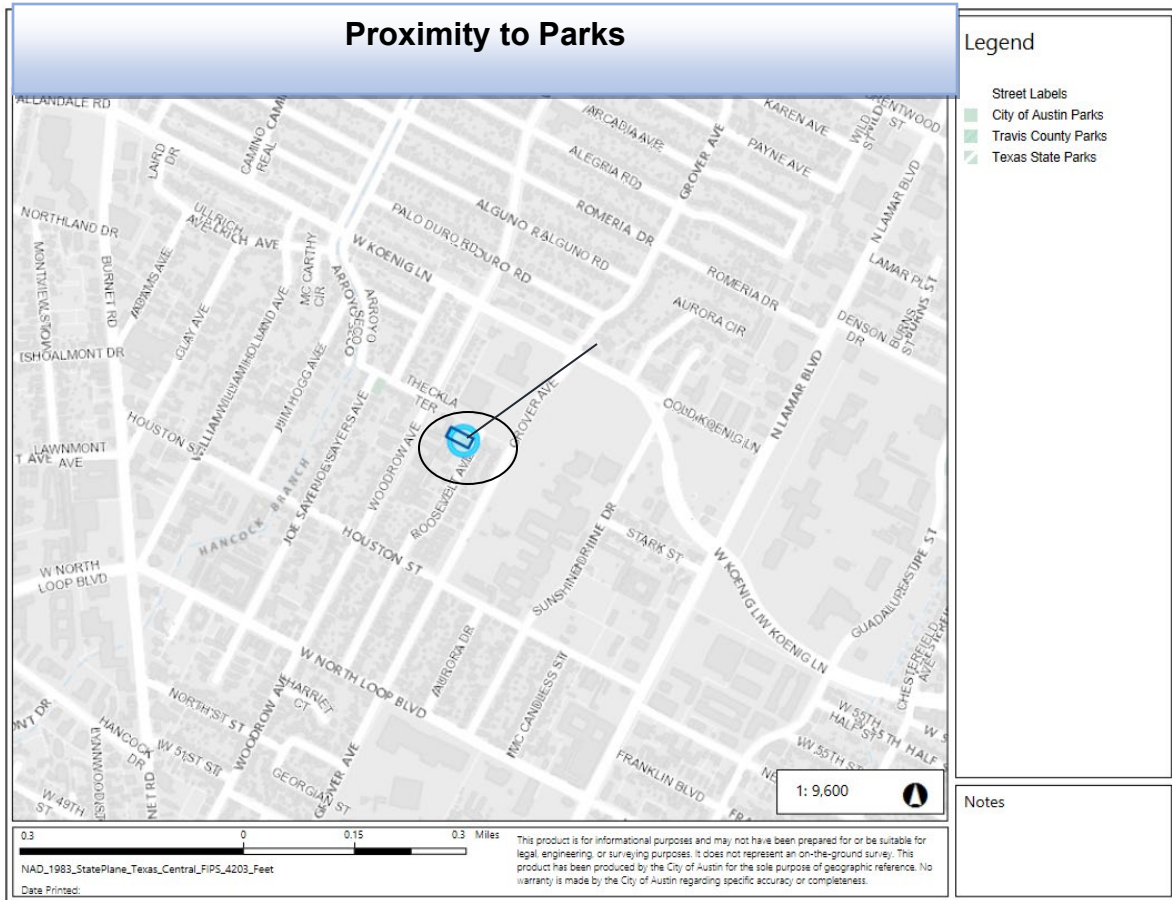 Proximity to Parks
Legend
Street Labels
City of Austin Parks
Travis County Parks
Texas State Parks
ALLANDALE RD
LAIRD DR
CAMINO REAL
KAREN AVE
ARCADIA AVE
PAYNE AVE
GROVER AVE
ALEGRIA RD
N LAMAR BLVD
NORTHLAND DR
ULLRICH AVE
PALO DURO RD
ALGUNO RD
ROMERIA DR
W KOENIG LN
MC CARTHY CIR
ARROYO SECO
ARROYO SECO
BURNET RD
ADAMS AVE
CLAY AVE
ROMERIA DR
LAMAR PL
BURNS ST
DENSON DR
AURORA CIR
SHOALMONT DR
JIM HOGG AVE
THECKLA TER
GROVER AVE
OLD KOENIG LN
N LAMAR BLVD
HOUSTON ST
LAWNMONT AVE
WOODROW AVE
ROOSEVELT AVE
HANCOCK BRANCH
HOUSTON ST
SUNSHINE DR
STARK ST
W NORTH LOOP BLVD
W KOENIG LN
GUADALUPE ST
AURORA DR
W NORTH LOOP BLVD
HARRIET CT
MC CANDLESS ST
W 55TH HALF ST
HANCOCK DR
W 51ST ST
WOODROW AVE
GEORGIAN ST
GROVER AVE
FRANKLIN BLVD
W 49TH ST
1: 9,600
Notes
0.3 0 0.15 0.3 Miles
NAD_1983_StatePlane_Texas_Central_FIPS_4203_Feet
Date Printed:
This product is for informational purposes and may not have been prepared for or be suitable for
legal, engineering, or surveying purposes. It does not represent an on-the-ground survey. This
product has been produced by the City of Austin for the sole purpose of geographic reference. No
warranty is made by the City of Austin regarding specific accuracy or completeness.